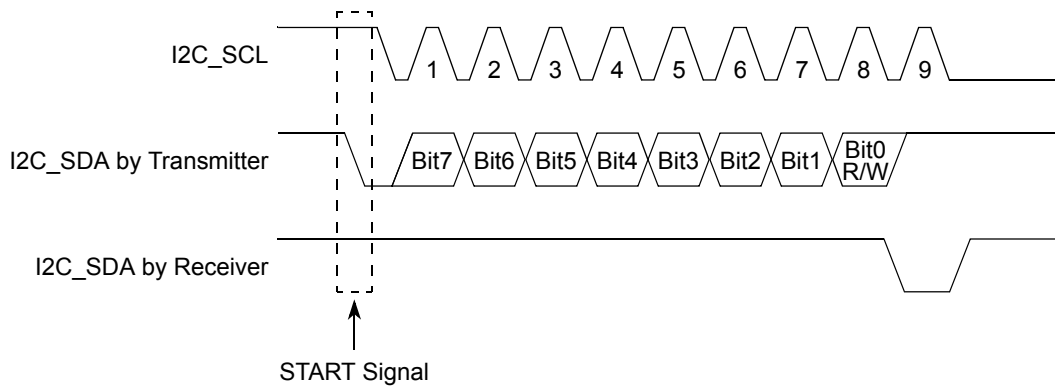 I2C_SCL
1 2 3 4 5 6 7 8 9
I2C_SDA by Transmitter
Bit7 Bit6 Bit5 Bit4 Bit3 Bit2 Bit1 Bit0
R/W
I2C_SDA by Receiver
START Signal